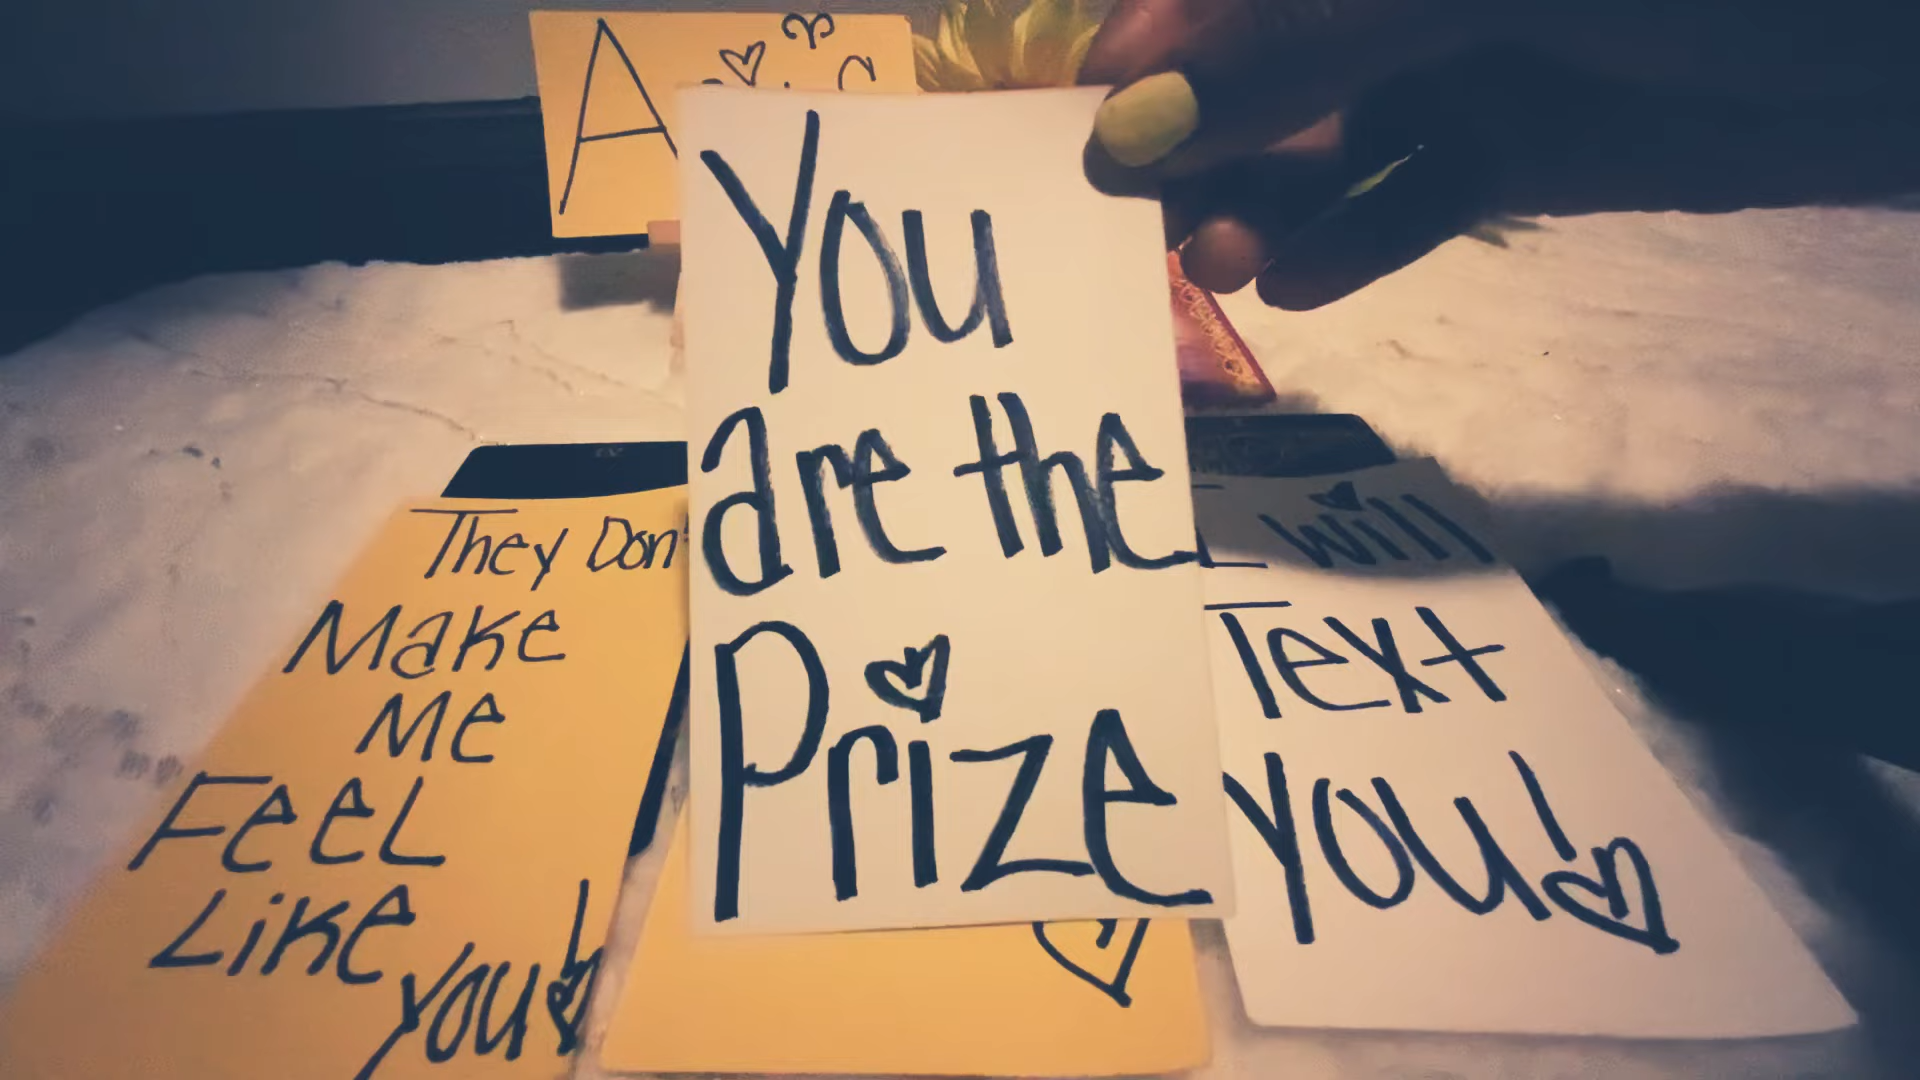 A
You
are the
Prize
They Don'
Make
Me
Feel
Like
you!
I will
Text
you!